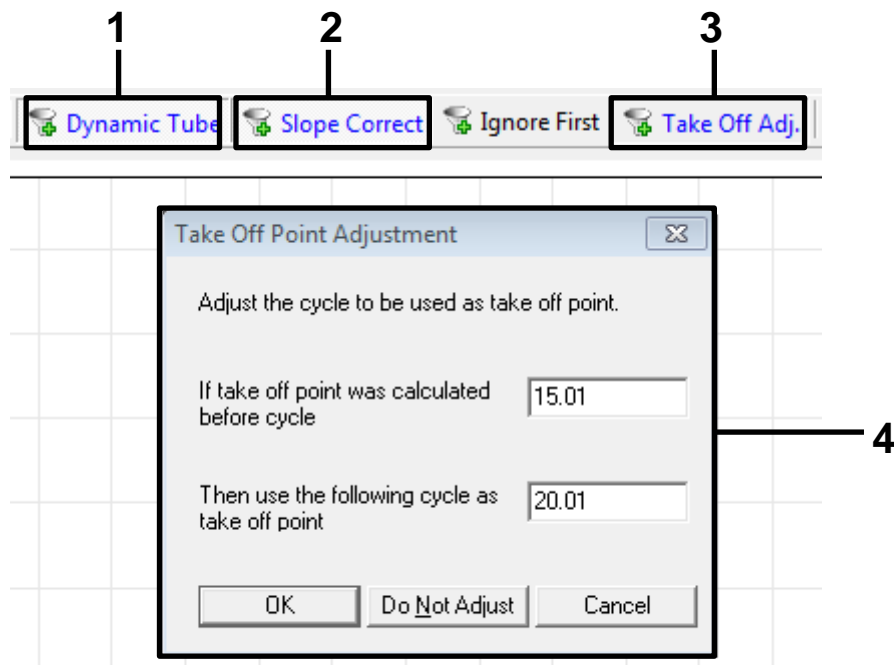 1 2 3
Dynamic Tube Slope Correct Ignore First Take Off Adj.
Take Off Point Adjustment
Adjust the cycle to be used as take off point.
If take off point was calculated
before cycle
15.01
4
Then use the following cycle as
take off point
20.01
OK Do Not Adjust Cancel